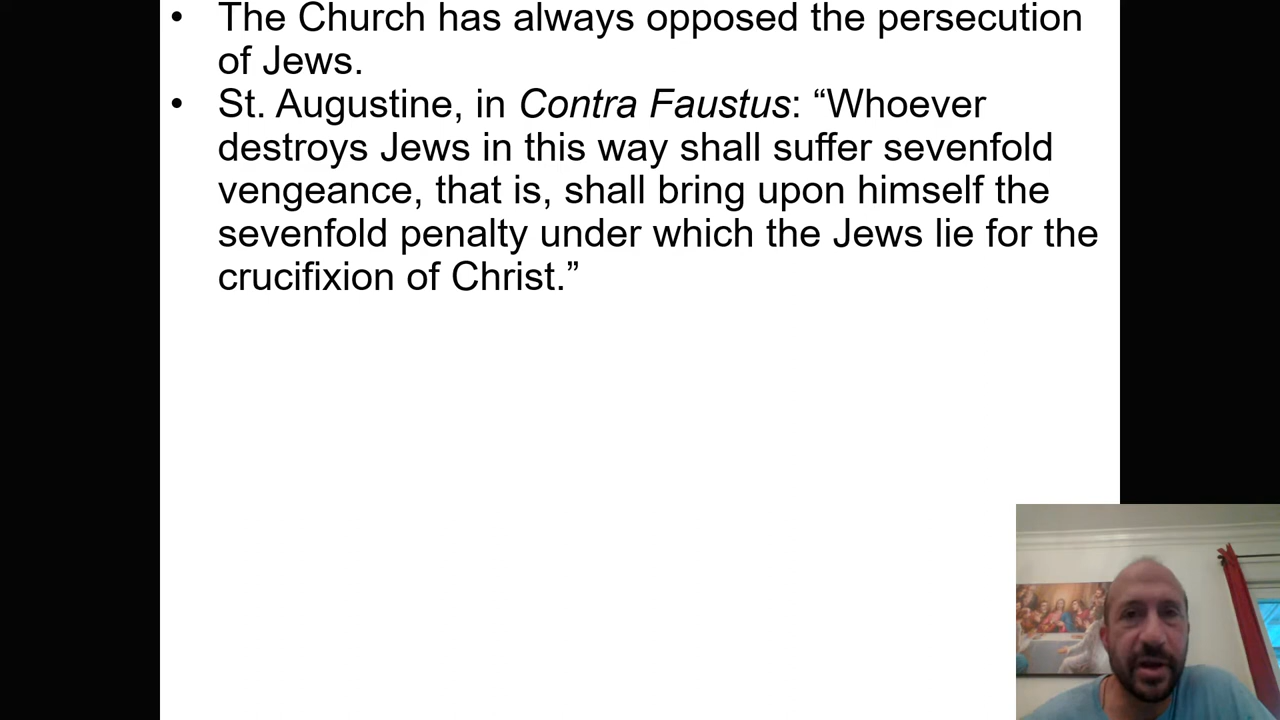 • The Church has always opposed the persecution
of Jews.
• St. Augustine, in Contra Faustus: “Whoever
destroys Jews in this way shall suffer sevenfold
vengeance, that is, shall bring upon himself the
sevenfold penalty under which the Jews lie for the
crucifixion of Christ.”